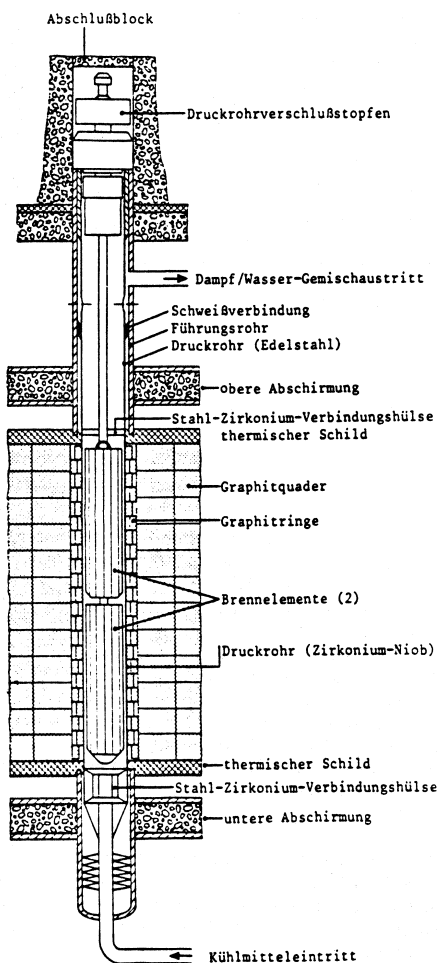 Abschlußblock
Druckrohrverschlußstopfen
Dampf/Wasser-Gemischaustritt
Schweißverbindung
Führungsrohr
Druckrohr (Edelstahl)
obere Abschirmung
Stahl-Zirkonium-Verbindungshülse
thermischer Schild
Graphitquader
Graphitringe
Brennelemente (2)
Druckrohr (Zirkonium-Niob)
thermischer Schild
Stahl-Zirkonium-Verbindungshülse
untere Abschirmung
Kühlmitteleintritt